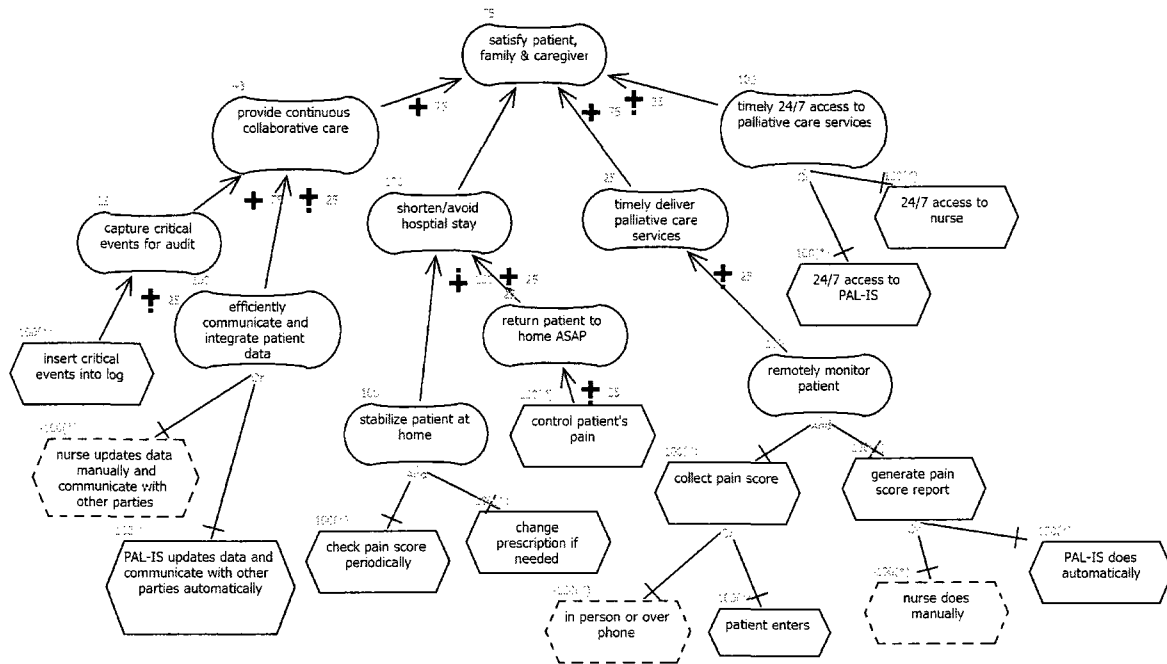 75
satisfy patient,
family & caregiver
provide continuous
collaborative care
75
75
timely 24/7 access to
palliative care services
24/7 access to
nurse
24/7 access to
PAL-IS
capture critical
events for audit
25
shorten/avoid
hosptial stay
timely deliver
palliative care
services
25
25
25
efficiently
communicate and
integrate patient
data
return patient to
home ASAP
insert critical
events into log
remotely monitor
patient
stabilize patient at
home
control patient's
pain
nurse updates data
manually and
communicate with
other parties
collect pain score
generate pain
score report
PAL-IS updates data and
communicate with other
parties automatically
check pain score
periodically
change
prescription if
needed
PAL-IS does
automatically
in person or over
phone
patient enters
nurse does
manually